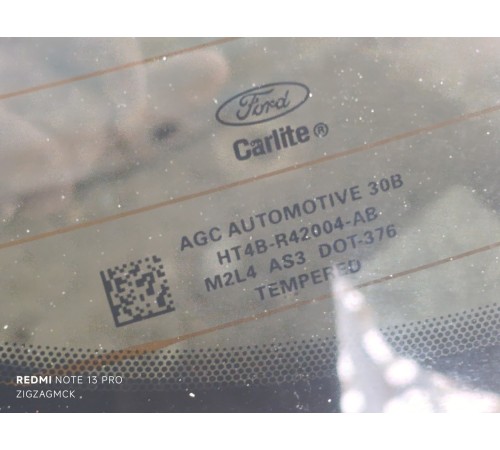 Ford
Carlite®
AGC AUTOMOTIVE 30B
HT4B-R42004-AB
M2L4 AS3 DOT-376
TEMPERED
REDMI NOTE 13 PRO
ZIGZAGMCK